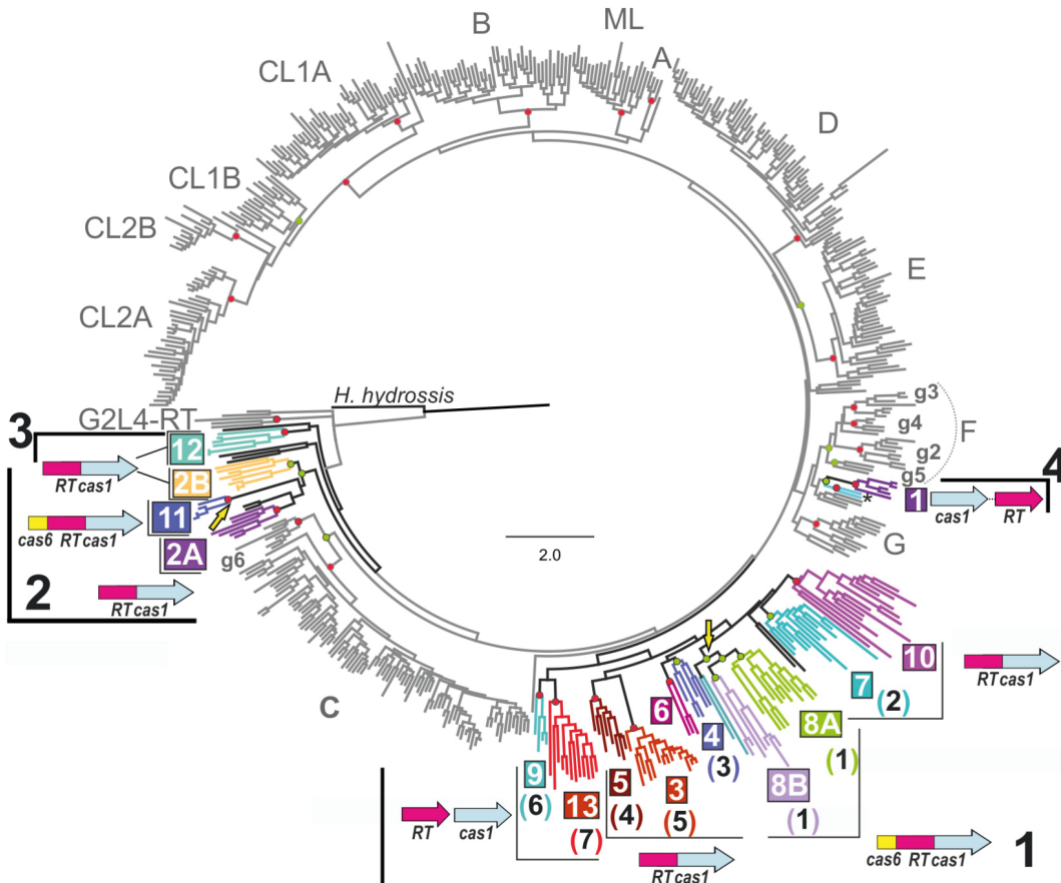 B
ML
CL1A
A
D
CL1B
CL2B
E
CL2A
g3
H. hydrossis
G2L4-RT
g4
F
3
12
g2
4
g5
RTcas1
2B
1
*
cas1
RT
11
2.0
G
cas6 RTcas1
2A
g6
2
RTcas1
10
RTcas1
6
7
C
4
8A
(2)
(3)
9
5
3
8B
(1)
(6)
13
(4)
(5)
(1)
RT
cas1
(7)
cas6 RTcas1
1
RTcas1